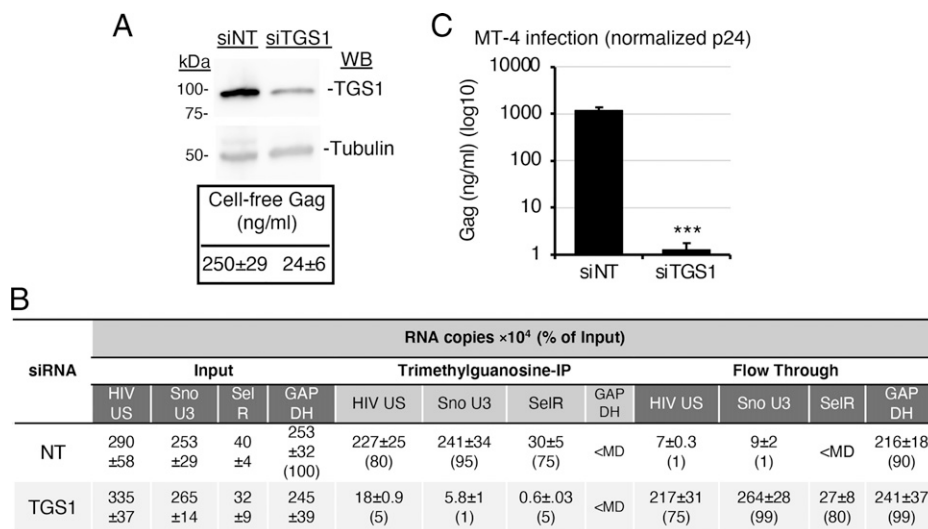 A
siNT siTGS1
kDa WB
100- -TGS1
75-
50- -Tubulin
Cell-free Gag
(ng/ml)
250±29 24±6
C
MT-4 infection (normalized p24)
Gag (ng/ml) (log10)
10000
1000
100
10
1
***
siNT siTGS1
B
siRNA
RNA copies ×10⁴ (% of Input)
Input Trimethylguanosine-IP Flow Through
HIV US Sno U3 Sel R GAP DH HIV US Sno U3 SelR GAP DH HIV US Sno U3 SelR GAP DH
NT 290 ±58 253 ±29 40 ±4 253 ±32 (100) 227±25 (80) 241±34 (95) 30±5 (75) <MD 7±0.3 (1) 9±2 (1) <MD 216±18 (90)
TGS1 335 ±37 265 ±14 32 ±9 245 ±39 18±0.9 (5) 5.8±1 (1) 0.6±.03 (5) <MD 217±31 (75) 264±28 (99) 27±8 (80) 241±37 (99)